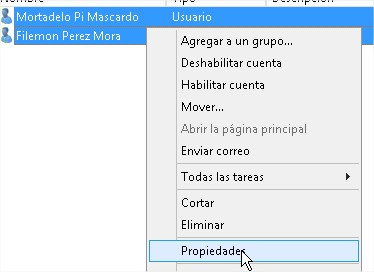 Mortadelo Pi Mascardo Usuario
Filemon Perez Mora
Agregar a un grupo...
Deshabilitar cuenta
Habilitar cuenta
Mover...
Abrir la página principal
Enviar correo
Todas las tareas
Cortar
Eliminar
Propiedades